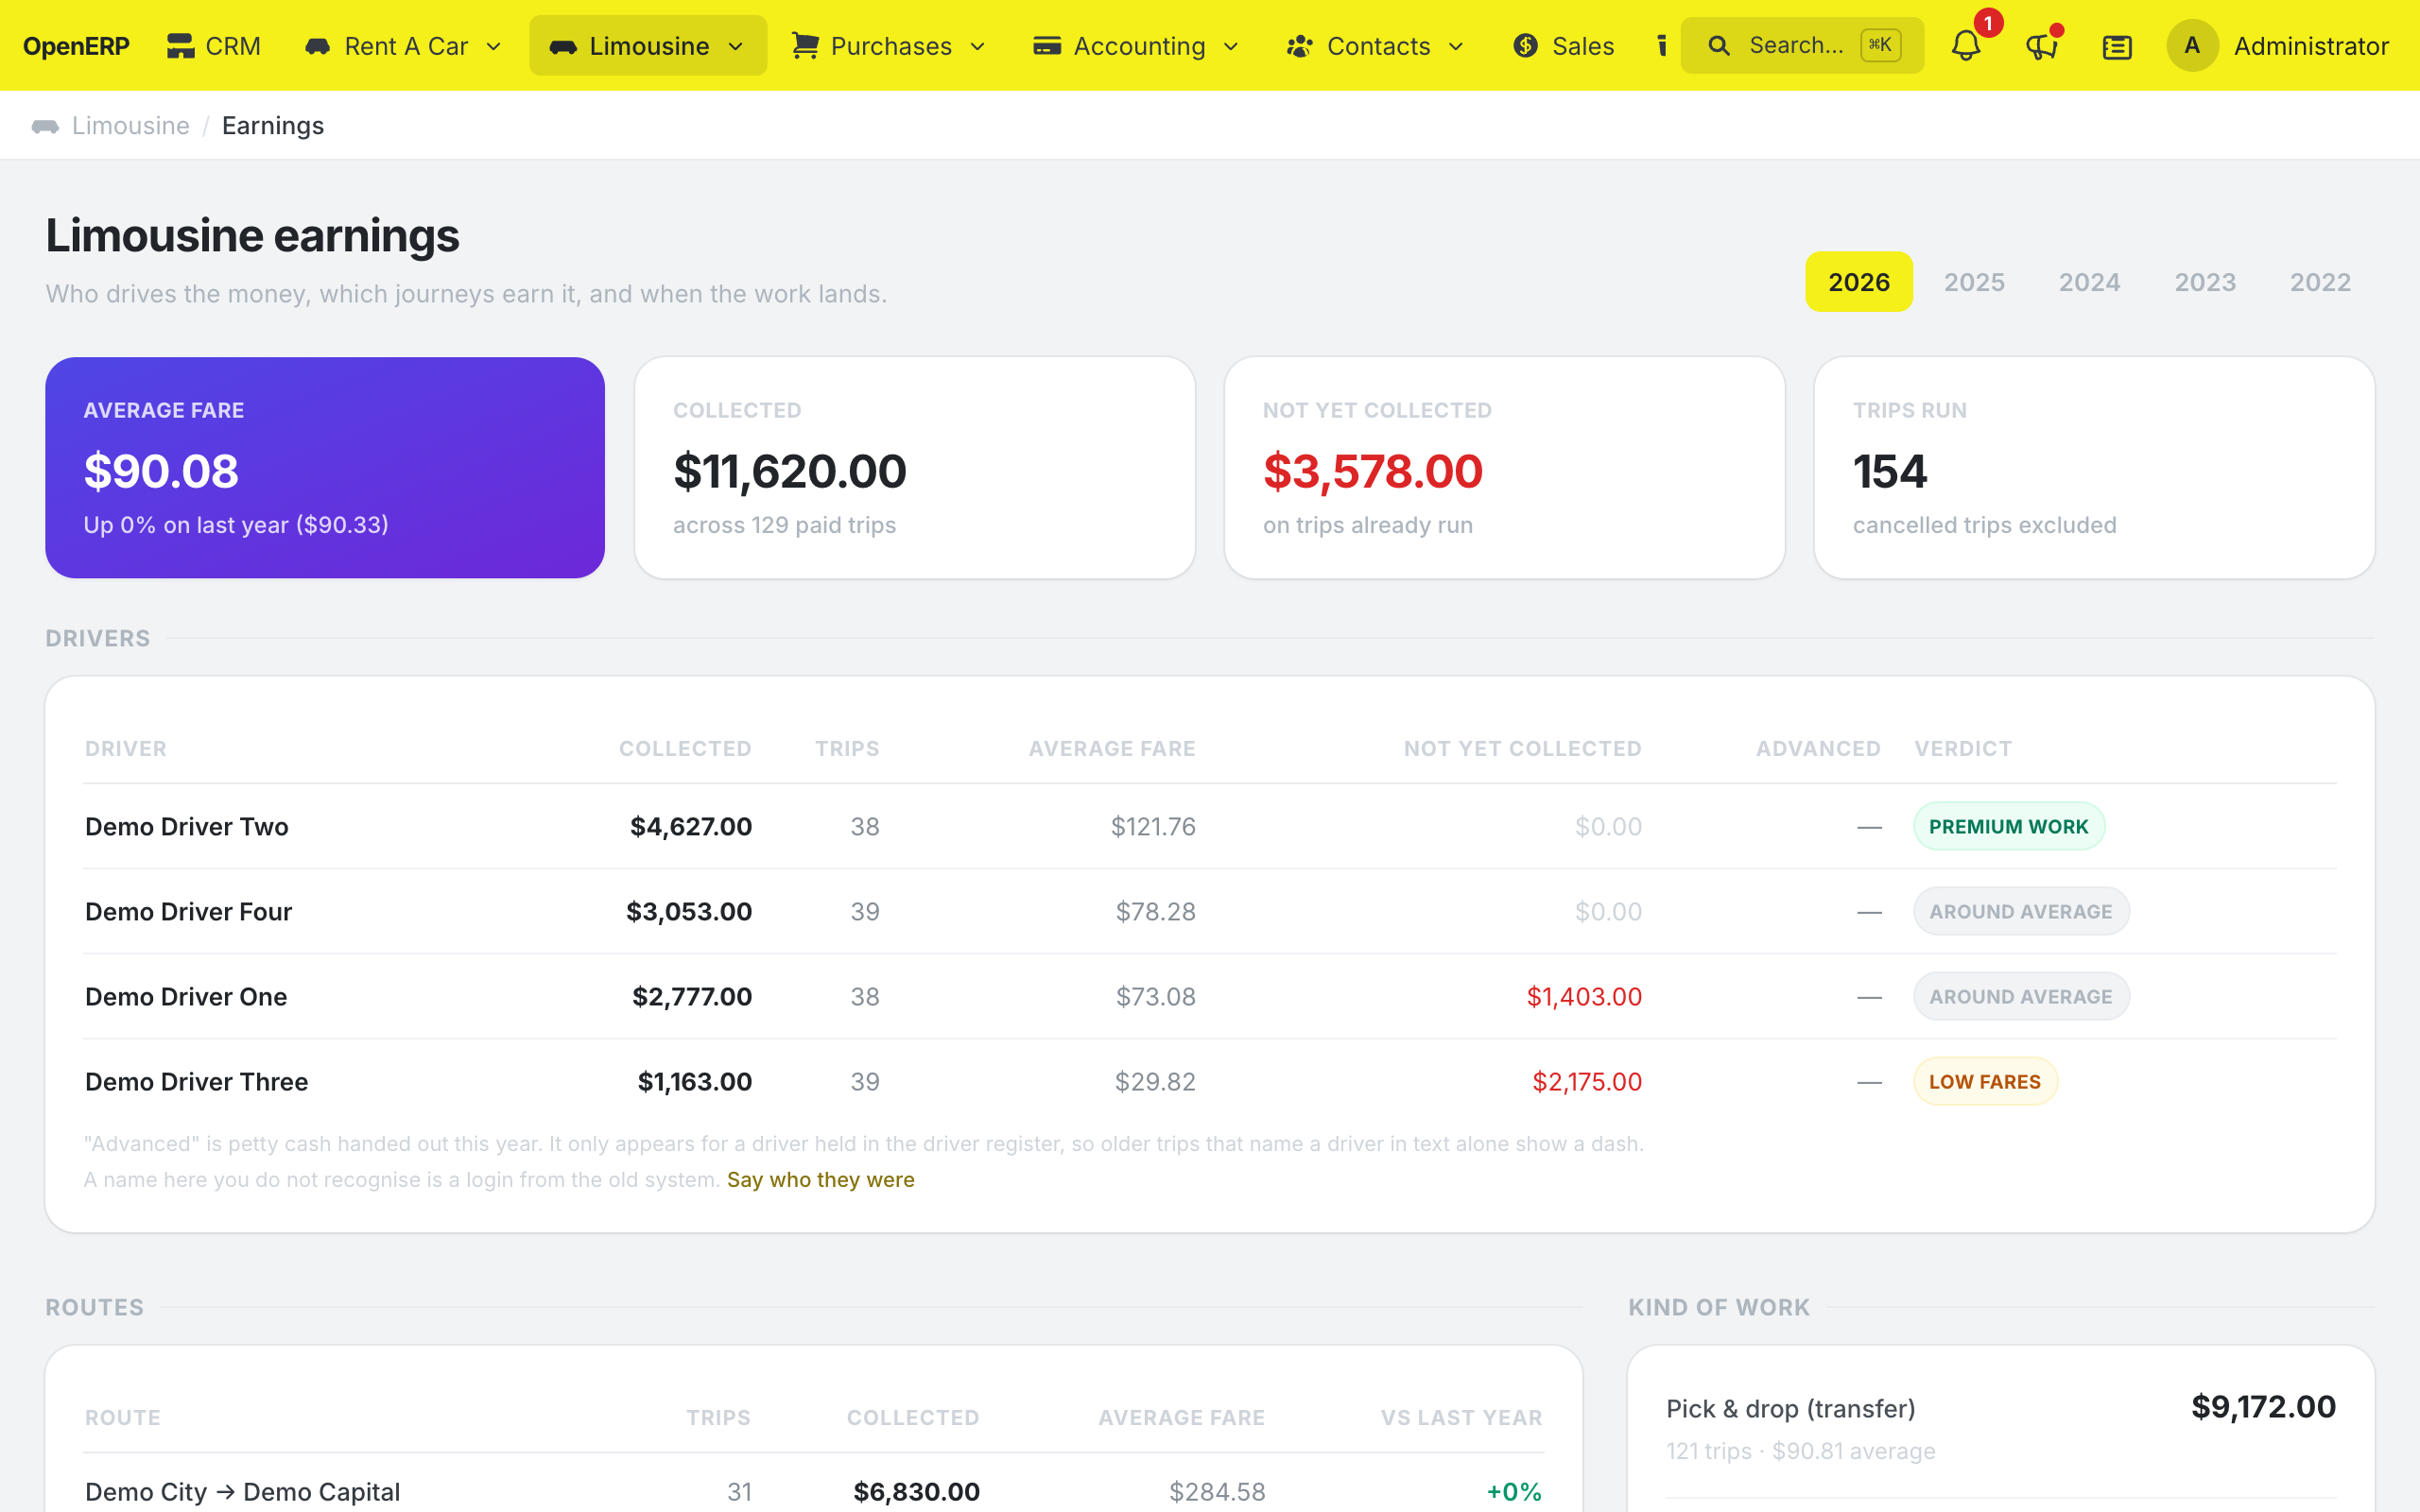 OpenERP CRM Rent A Car Limousine Purchases Accounting Contacts Sales Search... ⌘K 1 A Administrator
Limousine / Earnings
Limousine earnings
Who drives the money, which journeys earn it, and when the work lands.
2026 2025 2024 2023 2022
AVERAGE FARE
$90.08
Up 0% on last year ($90.33)
COLLECTED
$11,620.00
across 129 paid trips
NOT YET COLLECTED
$3,578.00
on trips already run
TRIPS RUN
154
cancelled trips excluded
DRIVERS
DRIVER COLLECTED TRIPS AVERAGE FARE NOT YET COLLECTED ADVANCED VERDICT
Demo Driver Two $4,627.00 38 $121.76 $0.00 — PREMIUM WORK
Demo Driver Four $3,053.00 39 $78.28 $0.00 — AROUND AVERAGE
Demo Driver One $2,777.00 38 $73.08 $1,403.00 — AROUND AVERAGE
Demo Driver Three $1,163.00 39 $29.82 $2,175.00 — LOW FARES
"Advanced" is petty cash handed out this year. It only appears for a driver held in the driver register, so older trips that name a driver in text alone show a dash.
A name here you do not recognise is a login from the old system. Say who they were
ROUTES
ROUTE TRIPS COLLECTED AVERAGE FARE VS LAST YEAR
Demo City → Demo Capital 31 $6,830.00 $284.58 +0%
KIND OF WORK
Pick & drop (transfer) $9,172.00
121 trips · $90.81 average